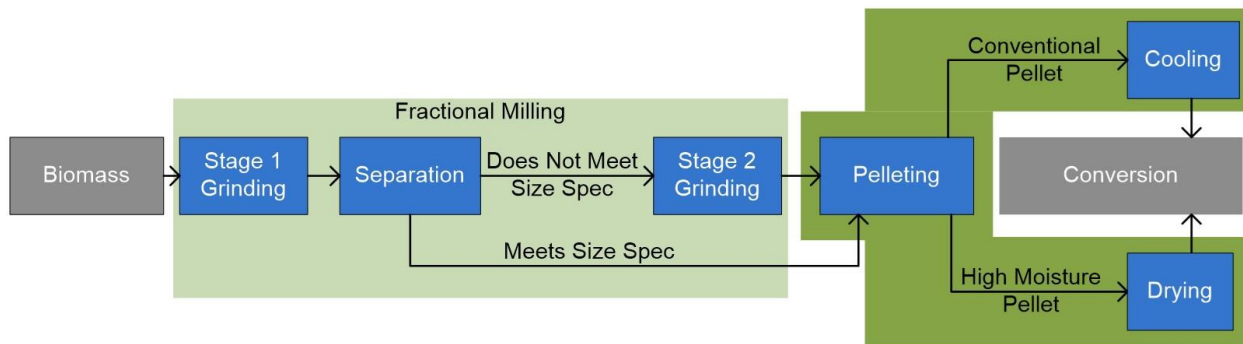 Fractional Milling
Biomass
Stage 1
Grinding
Separation
Does Not Meet
Size Spec
Stage 2
Grinding
Meets Size Spec
Pelleting
Conventional
Pellet
Cooling
Conversion
High Moisture
Pellet
Drying